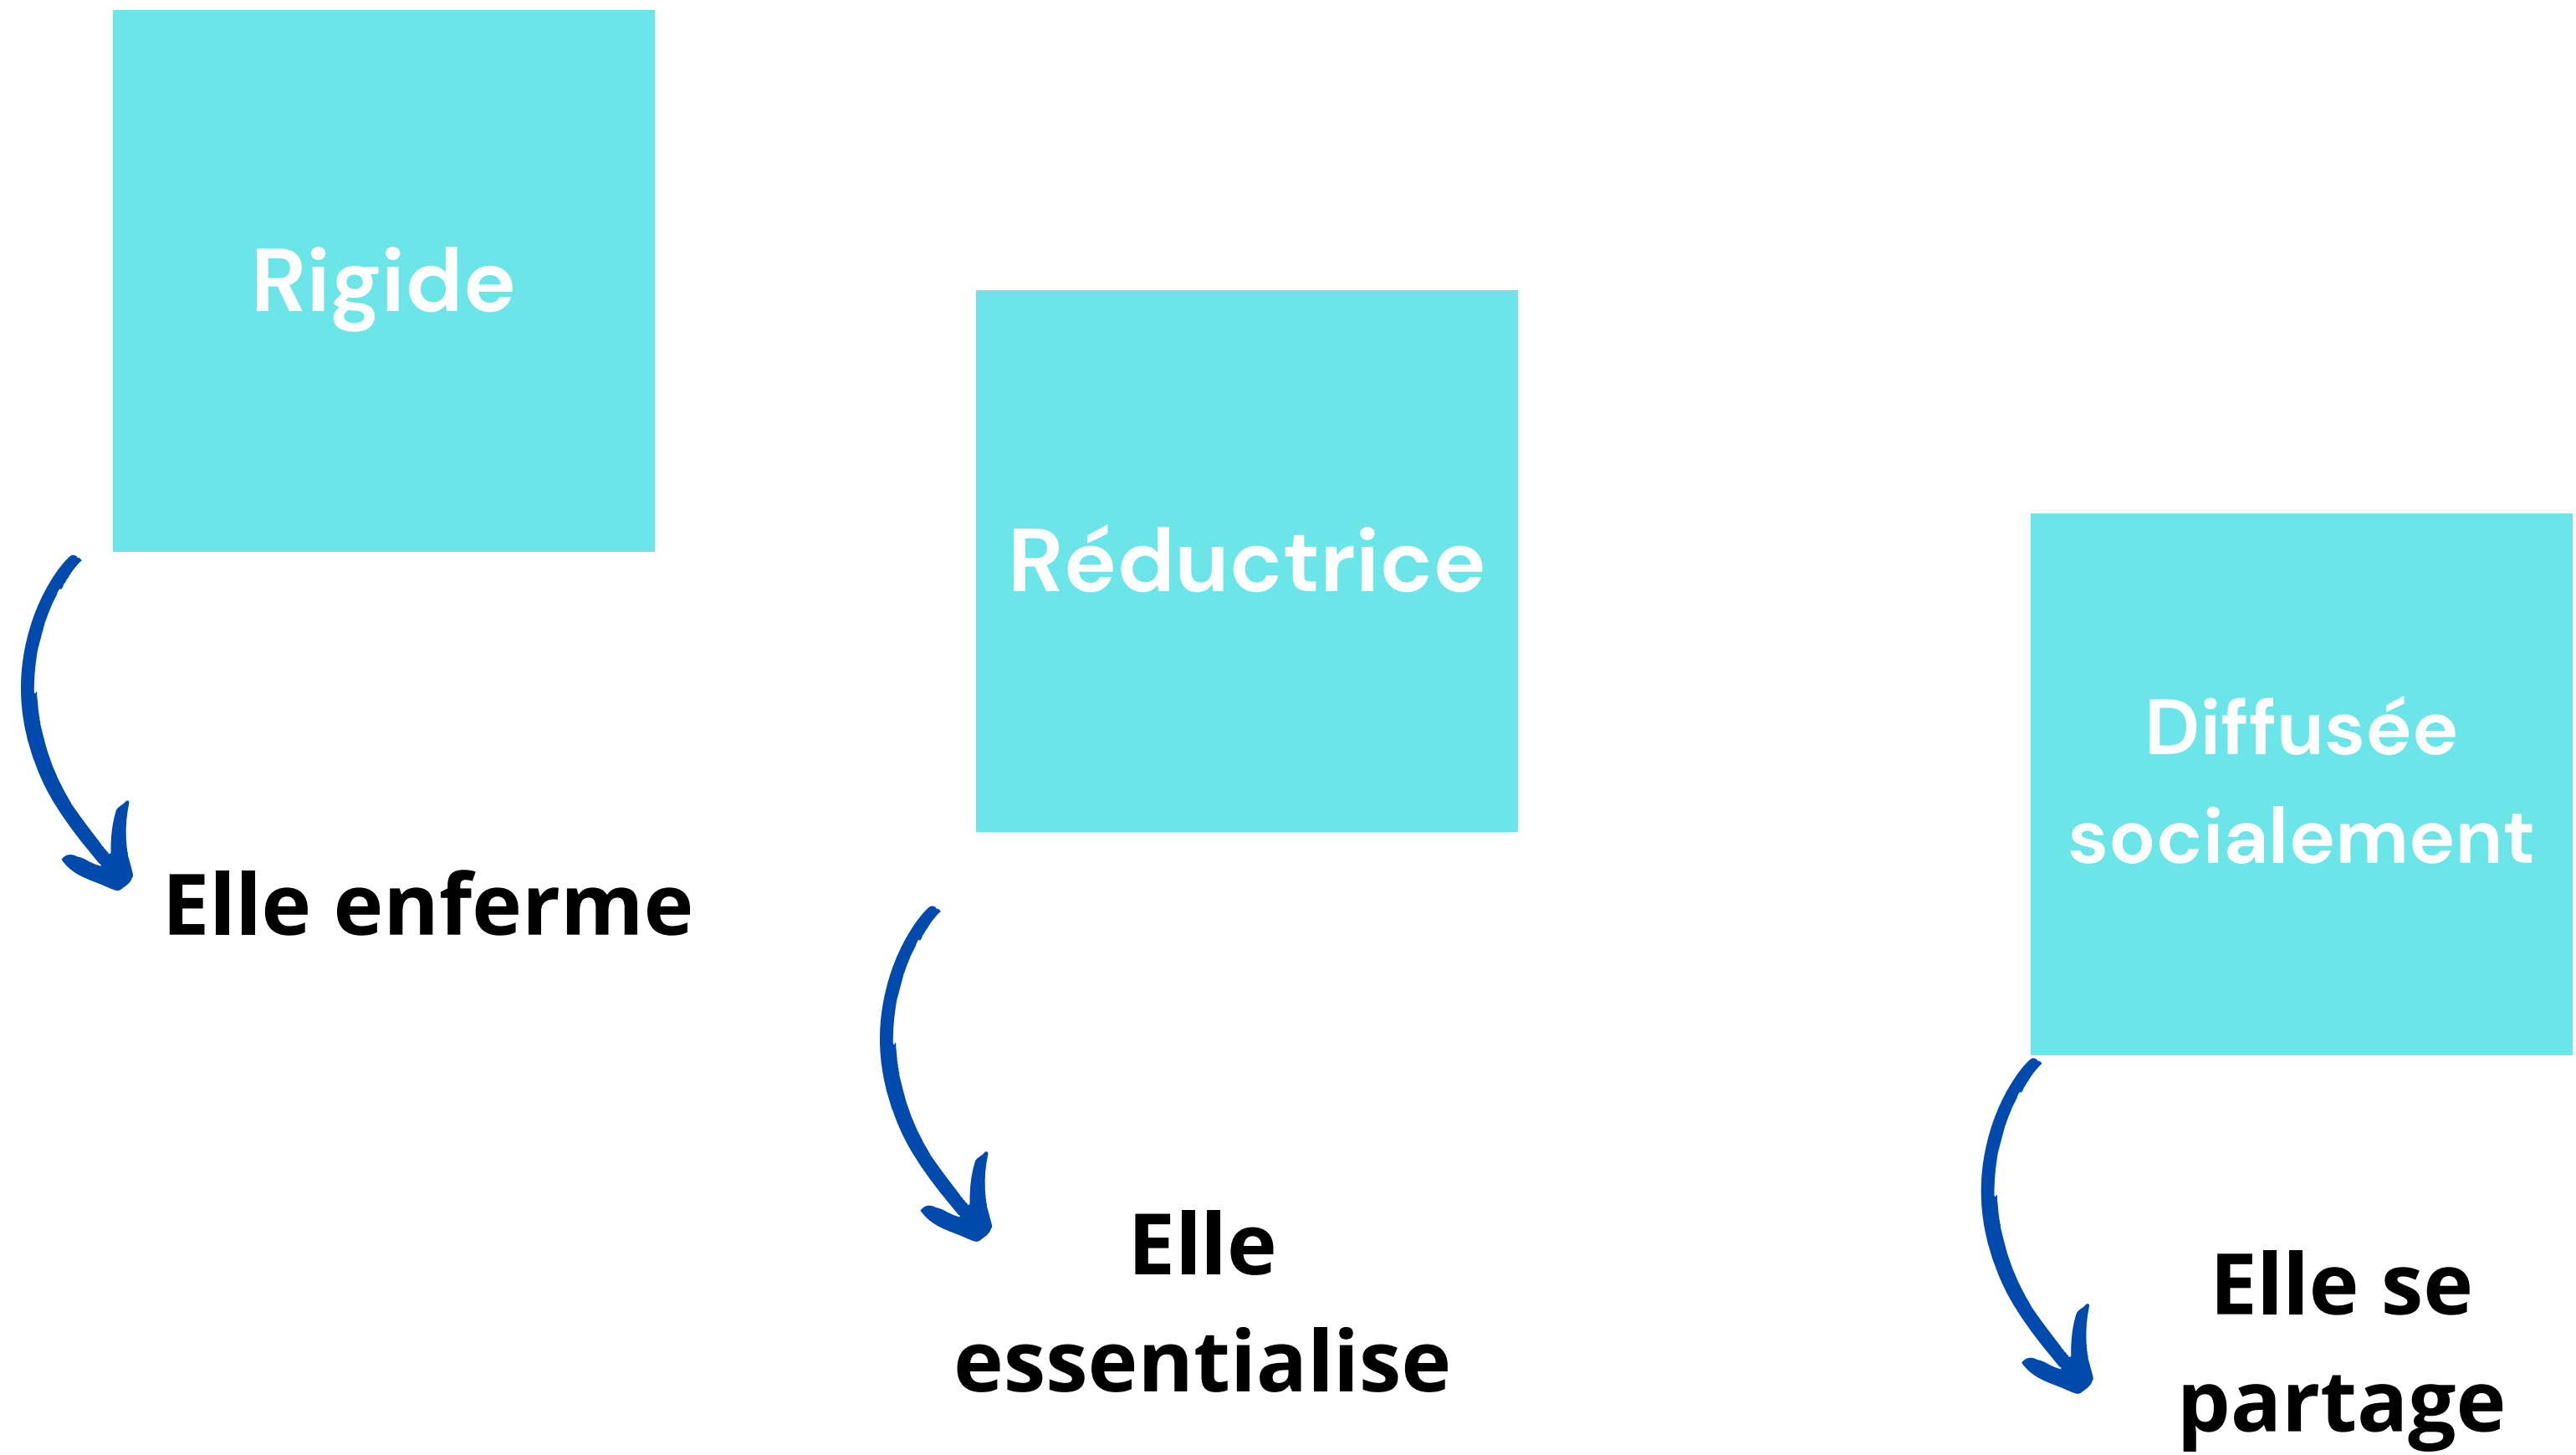 Rigide
Elle enferme
Réductrice
Elle
essentialise
Diffusée
socialement
Elle se
partage